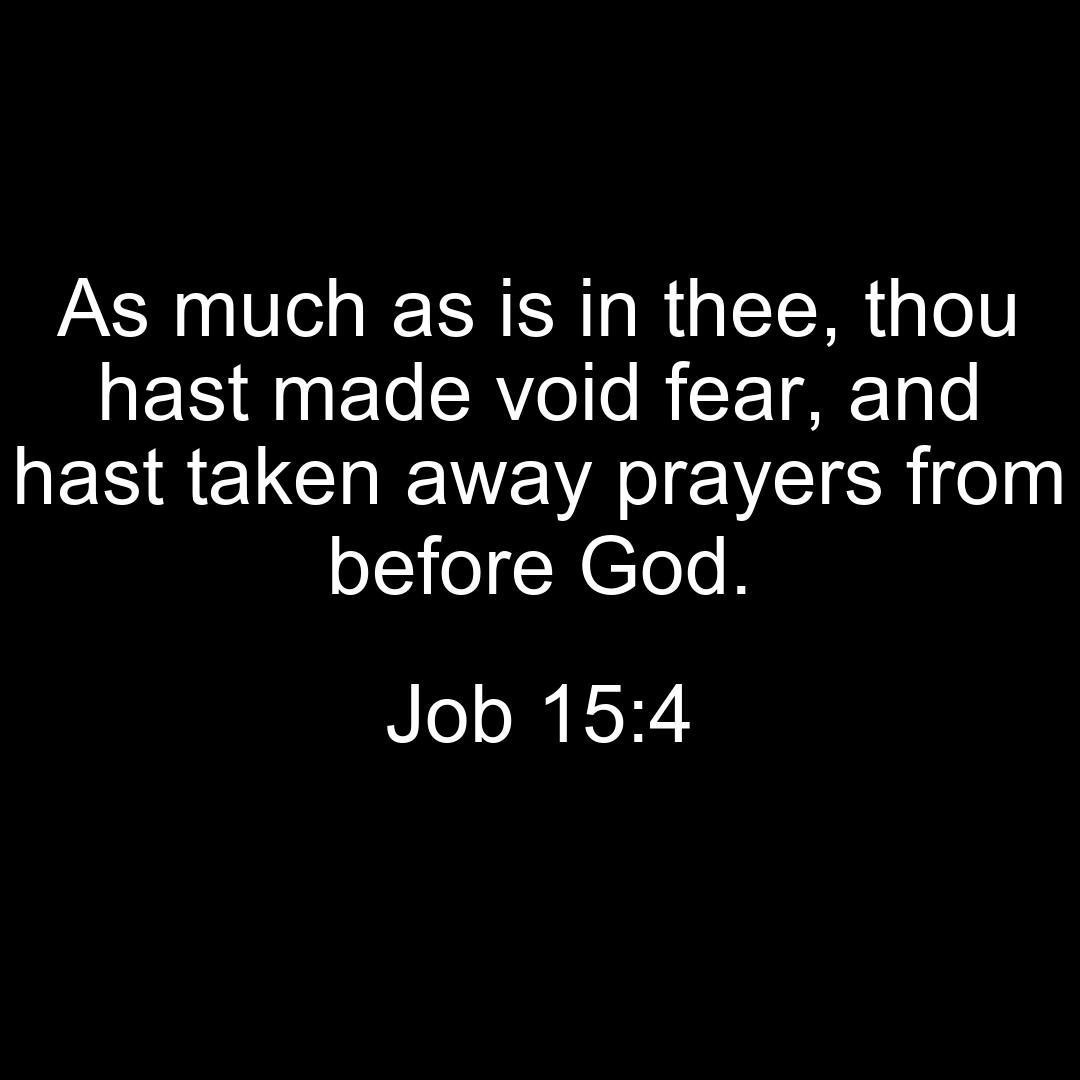 As much as is in thee, thou
hast made void fear, and
hast taken away prayers from
before God.
Job 15:4